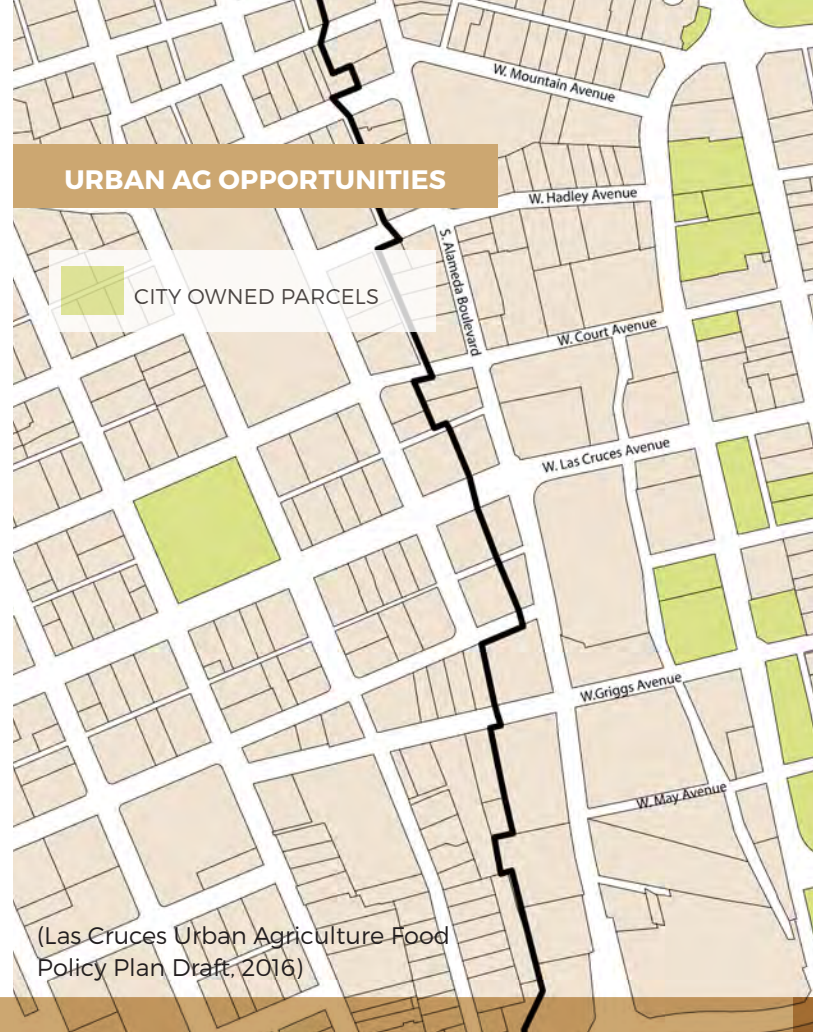 W. Mountain Avenue
URBAN AG OPPORTUNITIES
W. Hadley Avenue
S. Alameda Boulevard
CITY OWNED PARCELS
W. Court Avenue
W. Las Cruces Avenue
W.Griggs Avenue
W. May Avenue
(Las Cruces Urban Agriculture Food
Policy Plan Draft, 2016)